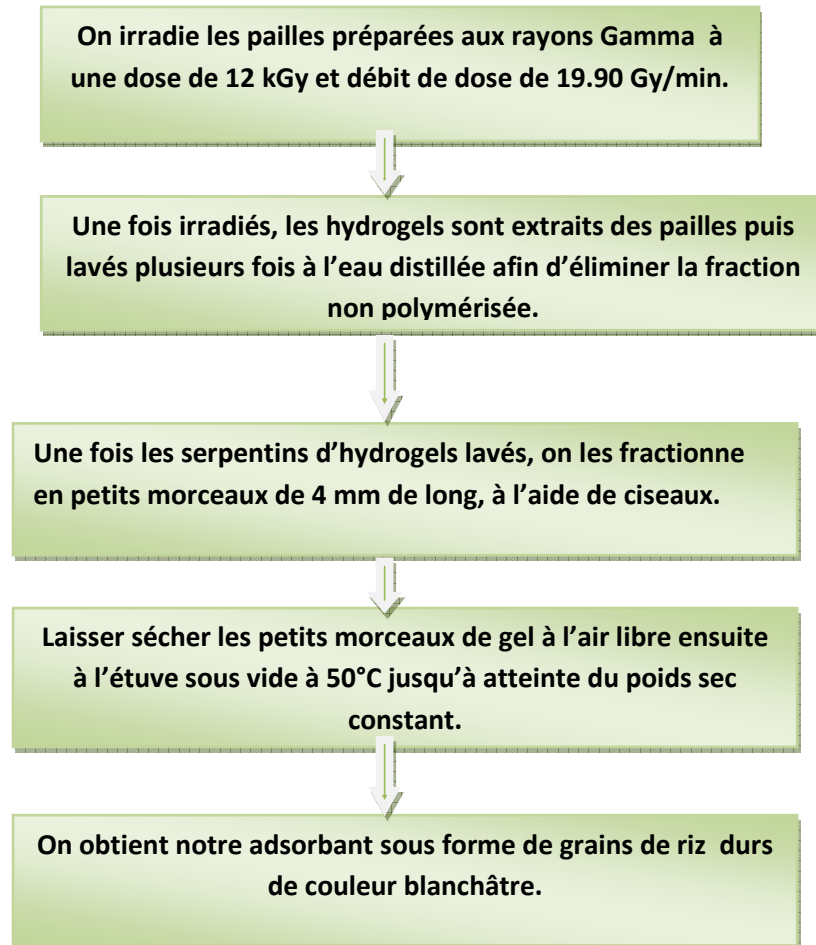 On irradie les pailles préparées aux rayons Gamma à
une dose de 12 kGy et débit de dose de 19.90 Gy/min.
Une fois irradiés, les hydrogels sont extraits des pailles puis
lavés plusieurs fois à l’eau distillée afin d’éliminer la fraction
non polymérisée.
Une fois les serpentins d’hydrogels lavés, on les fractionne
en petits morceaux de 4 mm de long, à l’aide de ciseaux.
Laisser sécher les petits morceaux de gel à l’air libre ensuite
à l’étuve sous vide à 50°C jusqu’à atteinte du poids sec
constant.
On obtient notre adsorbant sous forme de grains de riz durs
de couleur blanchâtre.